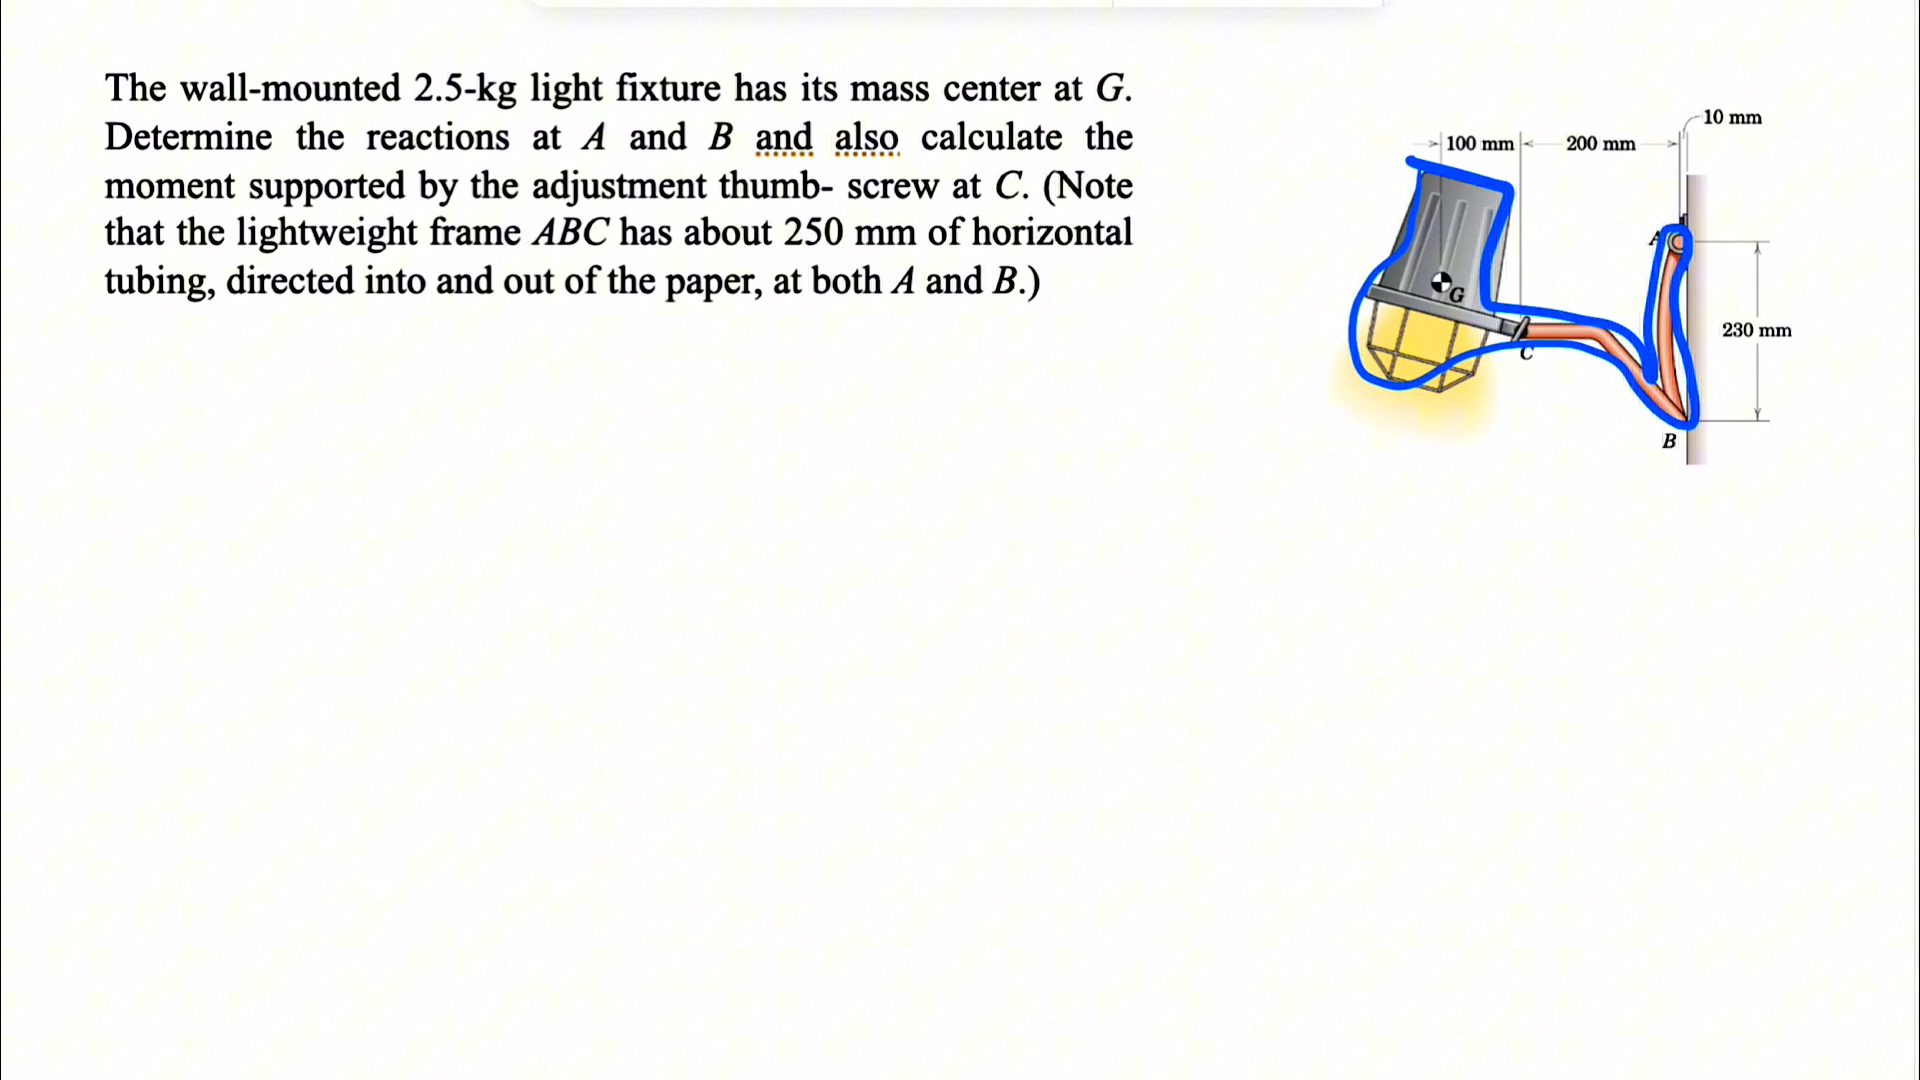 The wall-mounted 2.5-kg light fixture has its mass center at G.
Determine the reactions at A and B and also calculate the
moment supported by the adjustment thumb- screw at C. (Note
that the lightweight frame ABC has about 250 mm of horizontal
tubing, directed into and out of the paper, at both A and B.)
10 mm
100 mm
200 mm
A
G
230 mm
C
B